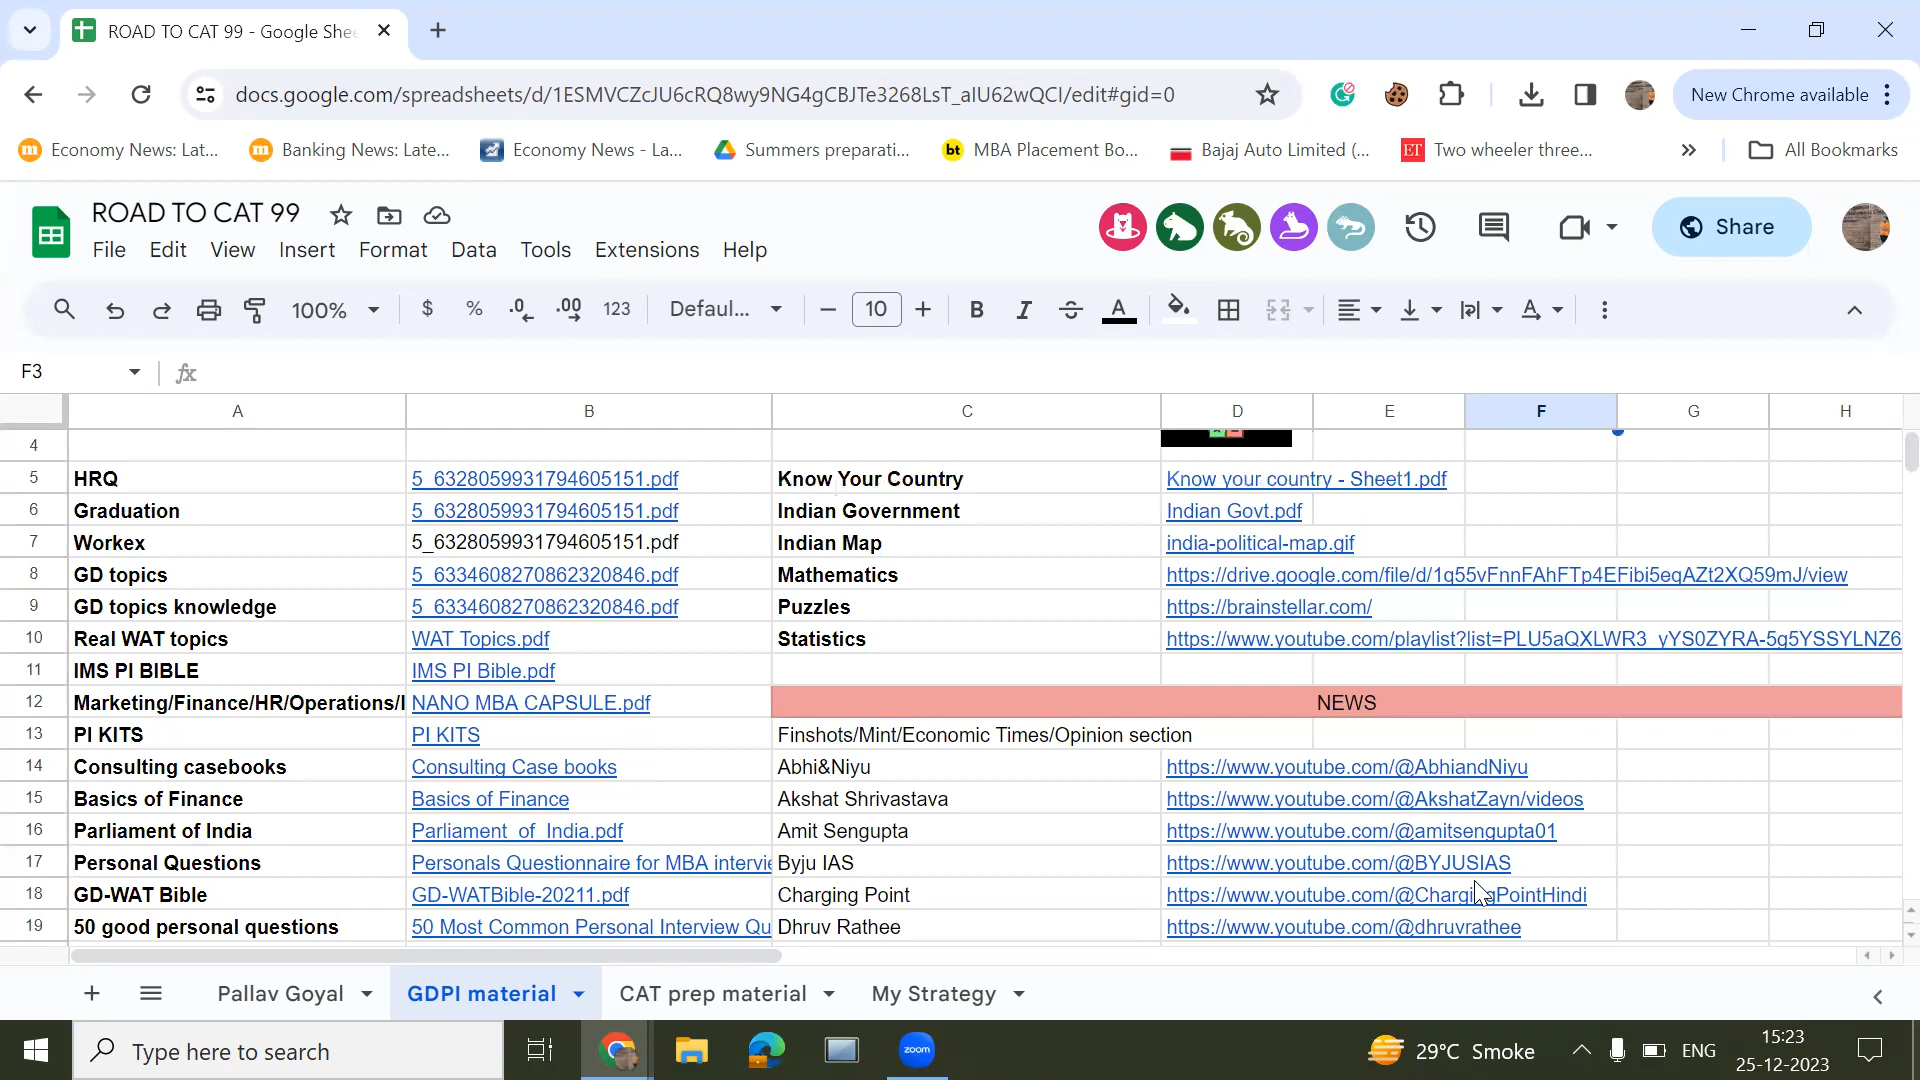 ROAD TO CAT 99 - Google She
docs.google.com/spreadsheets/d/1ESMVCZcJU6cRQ8wy9NG4gCBJTe3268LsT_aIU62wQCI/edit#gid=0
New Chrome available
Economy News: Lat...
Banking News: Late...
Economy News - La...
Summers preparati...
MBA Placement Bo...
Bajaj Auto Limited (...
ET Two wheeler three...
All Bookmarks
ROAD TO CAT 99
File Edit View Insert Format Data Tools Extensions Help
Share
100% $ % .0 .00 123 Defaul... 10 B I A
F3 fx
A B C D E F G H
4
5 HRQ 5_6328059931794605151.pdf Know Your Country Know your country - Sheet1.pdf
6 Graduation 5_6328059931794605151.pdf Indian Government Indian Govt.pdf
7 Workex 5_6328059931794605151.pdf Indian Map india-political-map.gif
8 GD topics 5_6334608270862320846.pdf Mathematics https://drive.google.com/file/d/1q55vFnnFAhFTp4EFibi5eqAZt2XQ59mJ/view
9 GD topics knowledge 5_6334608270862320846.pdf Puzzles https://brainstellar.com/
10 Real WAT topics WAT Topics.pdf Statistics https://www.youtube.com/playlist?list=PLU5aQXLWR3_yYS0ZYRA-5g5YSSYLNZ6
11 IMS PI BIBLE IMS PI Bible.pdf
12 Marketing/Finance/HR/Operations/I NANO MBA CAPSULE.pdf NEWS
13 PI KITS PI KITS Finshots/Mint/Economic Times/Opinion section
14 Consulting casebooks Consulting Case books Abhi&Niyu https://www.youtube.com/@AbhiandNiyu
15 Basics of Finance Basics of Finance Akshat Shrivastava https://www.youtube.com/@AkshatZayn/videos
16 Parliament of India Parliament_of_India.pdf Amit Sengupta https://www.youtube.com/@amitsengupta01
17 Personal Questions Personals Questionnaire for MBA intervie Byju IAS https://www.youtube.com/@BYJUSIAS
18 GD-WAT Bible GD-WATBible-20211.pdf Charging Point https://www.youtube.com/@ChargingPointHindi
19 50 good personal questions 50 Most Common Personal Interview Qu Dhruv Rathee https://www.youtube.com/@dhruvrathee
Pallav Goyal GDPI material CAT prep material My Strategy
Type here to search
zoom
29°C Smoke
ENG
15:23
25-12-2023